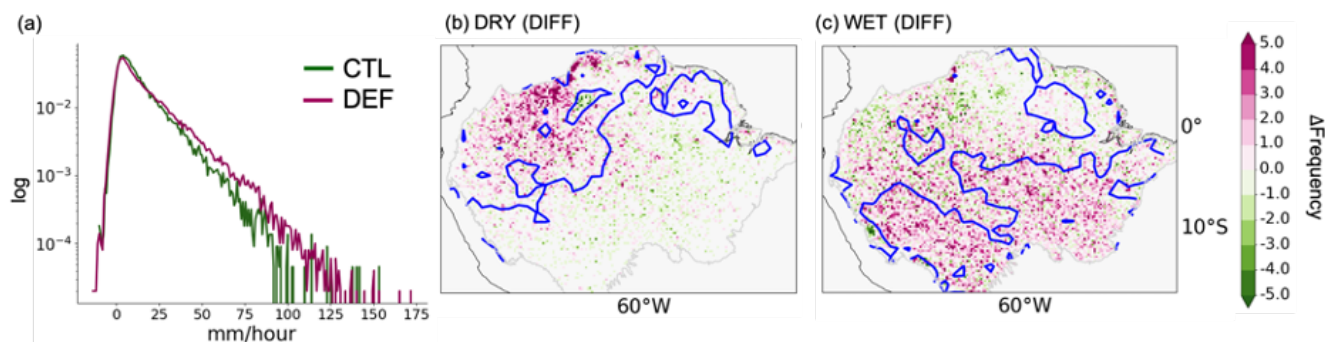 (a)
CTL
DEF
log
10⁻²
10⁻³
10⁻⁴
0 25 50 75 100 125 150 175
mm/hour
(b) DRY (DIFF)
60°W
(c) WET (DIFF)
0°
10°S
60°W
5.0
4.0
3.0
2.0
1.0
0.0
-1.0
-2.0
-3.0
-4.0
-5.0
ΔFrequency